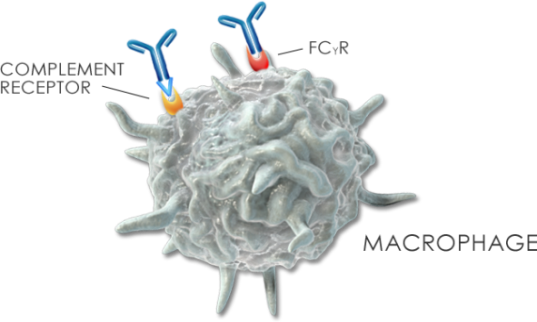 FCγR
COMPLEMENT
RECEPTOR
MACROPHAGE